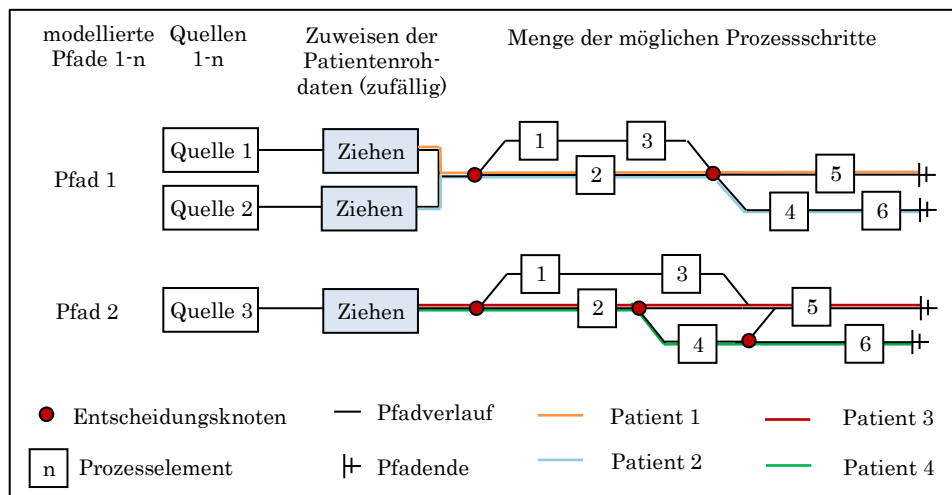 modellierte Pfade 1-n
Quellen 1-n
Zuweisen der Patientenroh-
daten (zufällig)
Menge der möglichen Prozessschritte
Pfad 1
Quelle 1
Ziehen
1
3
2
5
Quelle 2
Ziehen
4
6
Pfad 2
Quelle 3
Ziehen
1
3
2
5
4
6
Entscheidungsknoten
Pfadverlauf
Patient 1
Patient 3
n
Prozesselement
Pfadende
Patient 2
Patient 4